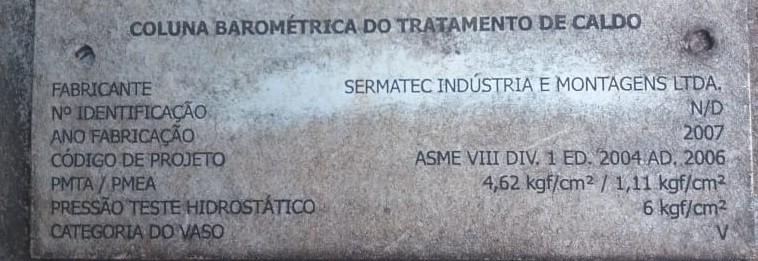 COLUNA BAROMÉTRICA DO TRATAMENTO DE CALDO
FABRICANTE SERMATEC INDÚSTRIA E MONTAGENS LTDA.
Nº IDENTIFICAÇÃO N/D
ANO FABRICAÇÃO 2007
CÓDIGO DE PROJETO ASME VIII DIV. 1 ED. 2004 AD. 2006
PMTA / PMEA 4,62 kgf/cm² / 1,11 kgf/cm²
PRESSÃO TESTE HIDROSTÁTICO 6 kgf/cm²
CATEGORIA DO VASO V